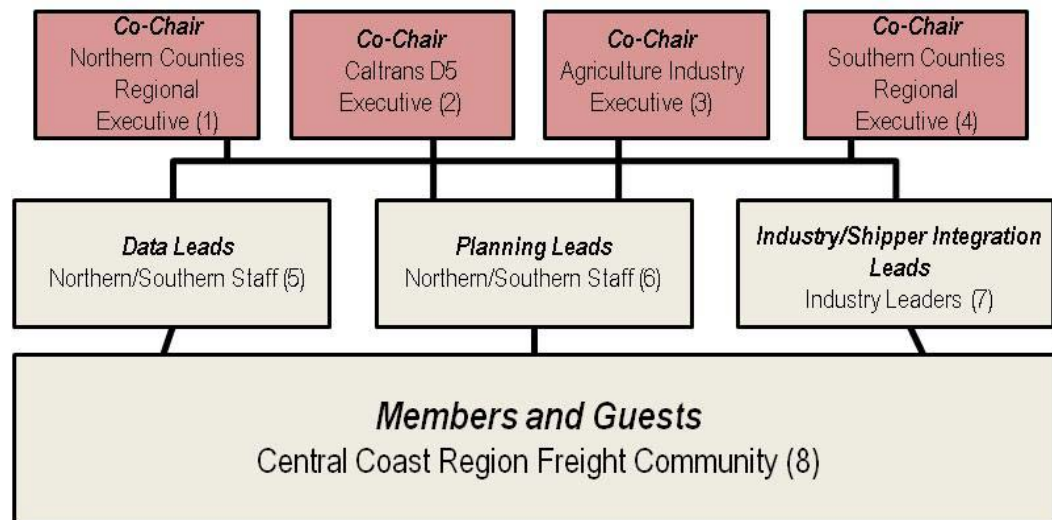 Co-Chair
Northern Counties
Regional
Executive (1)
Co-Chair
Caltrans D5
Executive (2)
Co-Chair
Agriculture Industry
Executive (3)
Co-Chair
Southern Counties
Regional
Executive (4)
Data Leads
Northern/Southern Staff (5)
Planning Leads
Northern/Southern Staff (6)
Industry/Shipper Integration
Leads
Industry Leaders (7)
Members and Guests
Central Coast Region Freight Community (8)